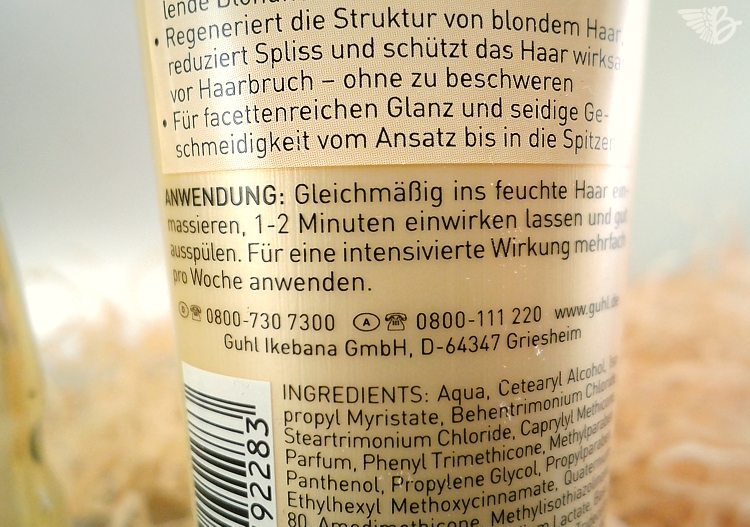 • Regeneriert die Struktur von blondem Haar,
reduziert Spliss und schützt das Haar wirksa
vor Haarbruch – ohne zu beschweren
• Für facettenreichen Glanz und seidige Ge-
schmeidigkeit vom Ansatz bis in die Spitzen
ANWENDUNG: Gleichmäßig ins feuchte Haar ein-
massieren, 1-2 Minuten einwirken lassen und gut
ausspülen. Für eine intensivierte Wirkung mehrfach
pro Woche anwenden.
D ☎ 0800-730 7300 A ☎ 0800-111 220 www.guhl.de
Guhl Ikebana GmbH, D-64347 Griesheim
INGREDIENTS: Aqua, Cetearyl Alcohol, Iso
propyl Myristate, Behentrimonium Chloride,
Steartrimonium Chloride, Caprylyl Methicone,
Parfum, Phenyl Trimethicone, Methylparaben,
Panthenol, Propylene Glycol, Propylparaben,
Ethylhexyl Methoxycinnamate,
80, Amodimethicone,
92283